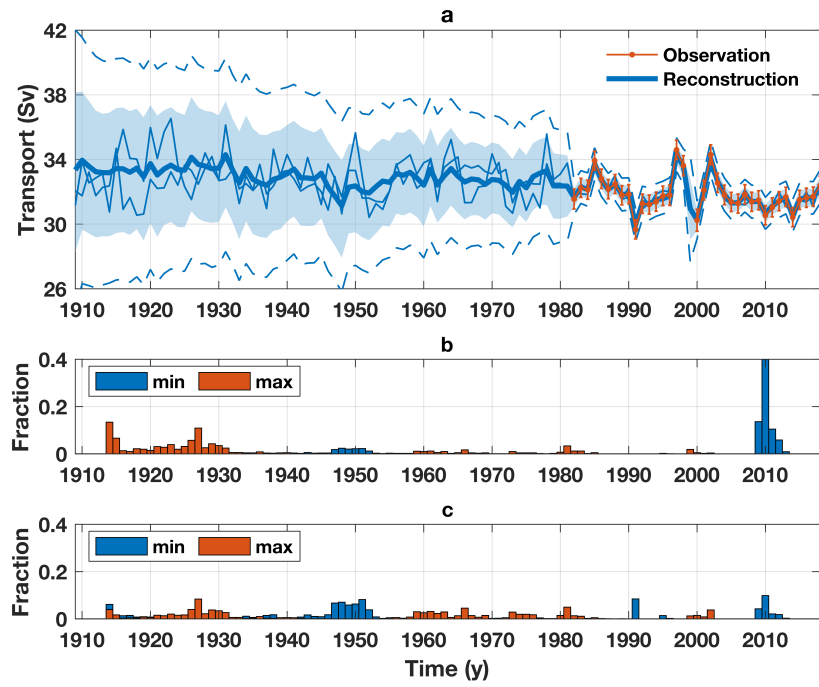 a
42
38
34
30
26
Transport (Sv)
Observation
Reconstruction
1910 1920 1930 1940 1950 1960 1970 1980 1990 2000 2010
b
0.4
0.2
0
Fraction
min max
1910 1920 1930 1940 1950 1960 1970 1980 1990 2000 2010
c
0.4
0.2
0
Fraction
min max
1910 1920 1930 1940 1950 1960 1970 1980 1990 2000 2010
Time (y)